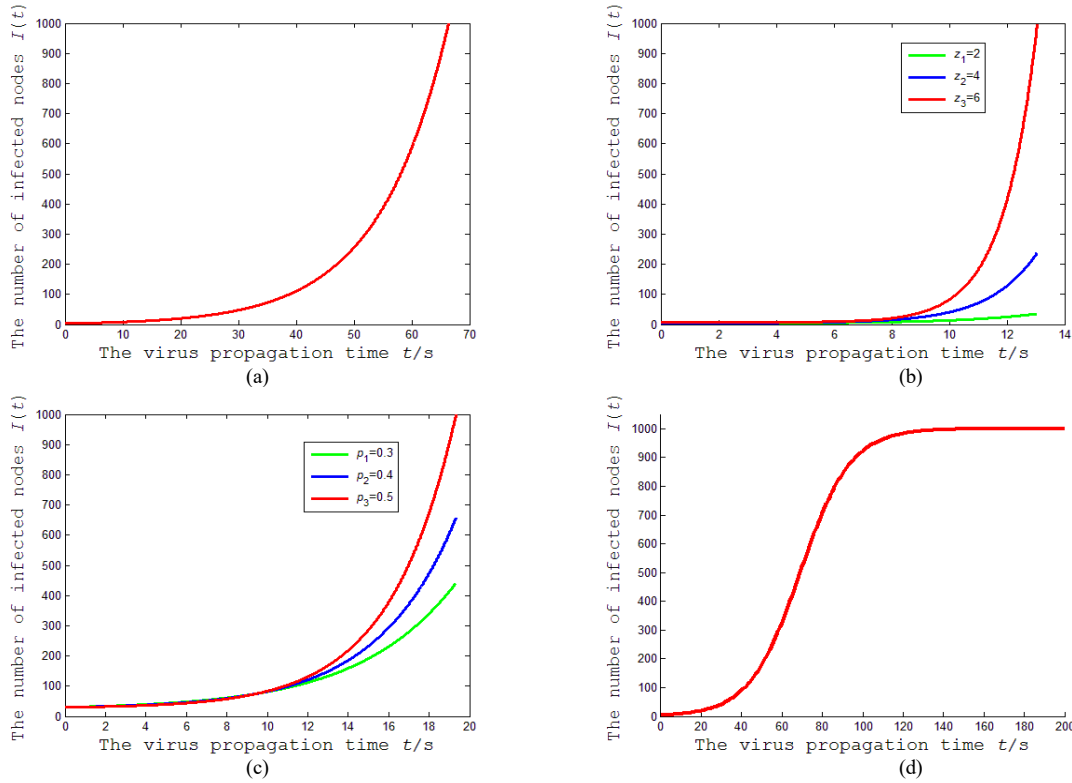 The number of infected nodes I(t)
1000
900
800
700
600
500
400
300
200
100
0
0 10 20 30 40 50 60 70
The virus propagation time t/s
(a)
The number of infected nodes I(t)
1000
900
800
700
600
500
400
300
200
100
0
z1=2
z2=4
z3=6
0 2 4 6 8 10 12 14
The virus propagation time t/s
(b)
The number of infected nodes I(t)
1000
900
800
700
600
500
400
300
200
100
0
p1=0.3
p2=0.4
p3=0.5
0 2 4 6 8 10 12 14 16 18 20
The virus propagation time t/s
(c)
The number of infected nodes I(t)
1000
900
800
700
600
500
400
300
200
100
0
0 20 40 60 80 100 120 140 160 180 200
The virus propagation time t/s
(d)